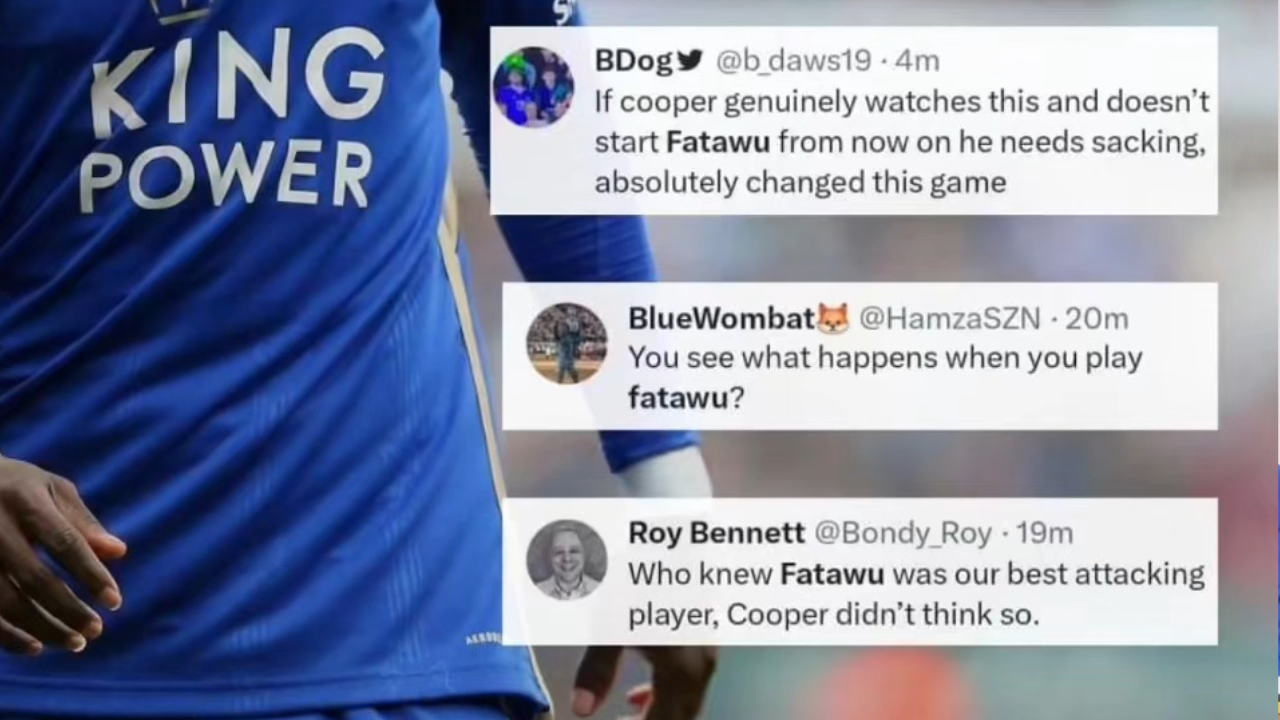 KING
POWER
BDog @b_daws19 · 4m
If cooper genuinely watches this and doesn't
start Fatawu from now on he needs sacking,
absolutely changed this game
BlueWombat🦊 @HamzaSZN · 20m
You see what happens when you play
fatawu?
Roy Bennett @Bondy_Roy · 19m
Who knew Fatawu was our best attacking
player, Cooper didn't think so.